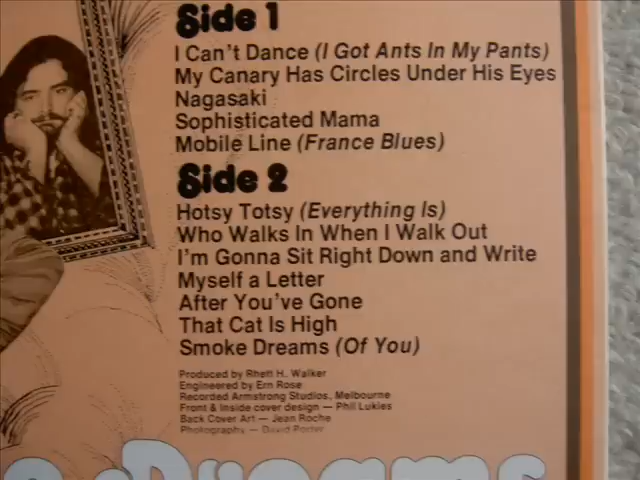 Side 1
I Can't Dance (I Got Ants In My Pants)
My Canary Has Circles Under His Eyes
Nagasaki
Sophisticated Mama
Mobile Line (France Blues)
Side 2
Hotsy Totsy (Everything Is)
Who Walks In When I Walk Out
I'm Gonna Sit Right Down and Write
Myself a Letter
After You've Gone
That Cat Is High
Smoke Dreams (Of You)
Produced by Rhett H. Walker
Engineered by Ern Rose
Recorded Armstrong Studios, Melbourne
Front & Inside cover design — Phil Lukies
Back Cover Art — Jean Roche
Photography — David Porter
Dreams